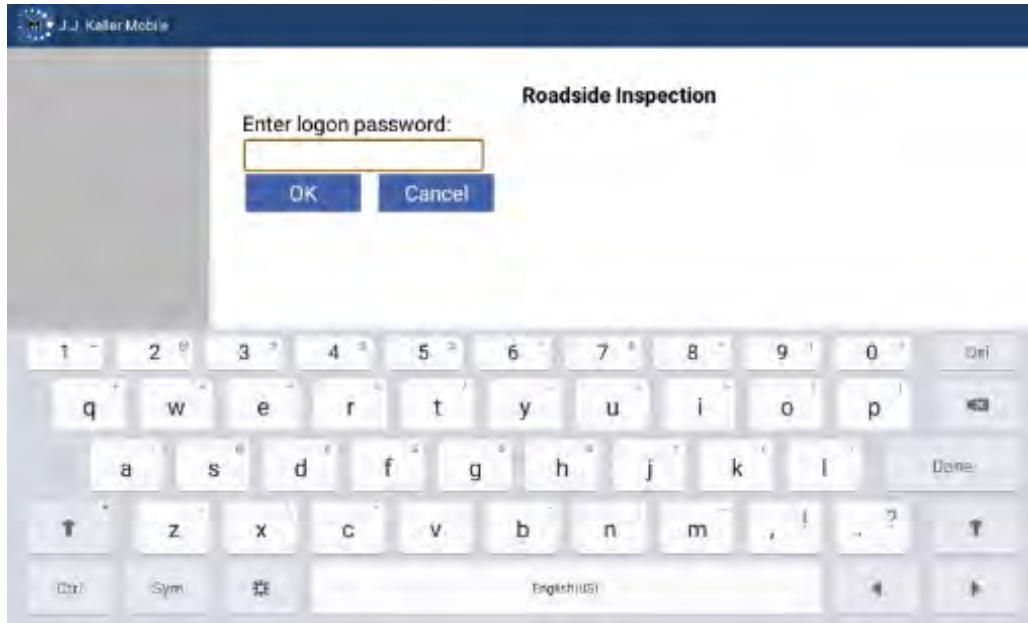 J.J. Keller Mobile
Roadside Inspection
Enter logon password:
OK Cancel
1 2 3 4 5 6 7 8 9 0 Del
q w e r t y u i o p
a s d f g h j k l Done
z x c v b n m , ! . ?
Ctrl Sym English(US)